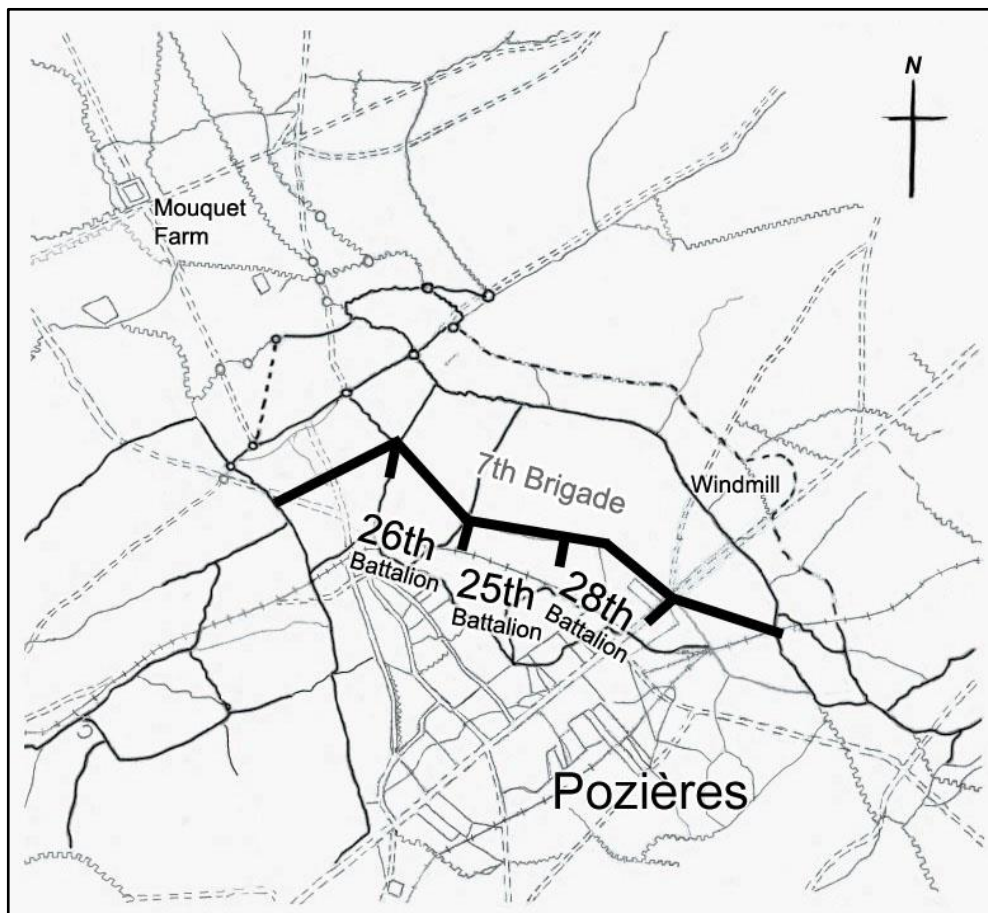 N
Mouquet
Farm
7th Brigade
Windmill
26th
Battalion
25th
Battalion
28th
Battalion
Pozières